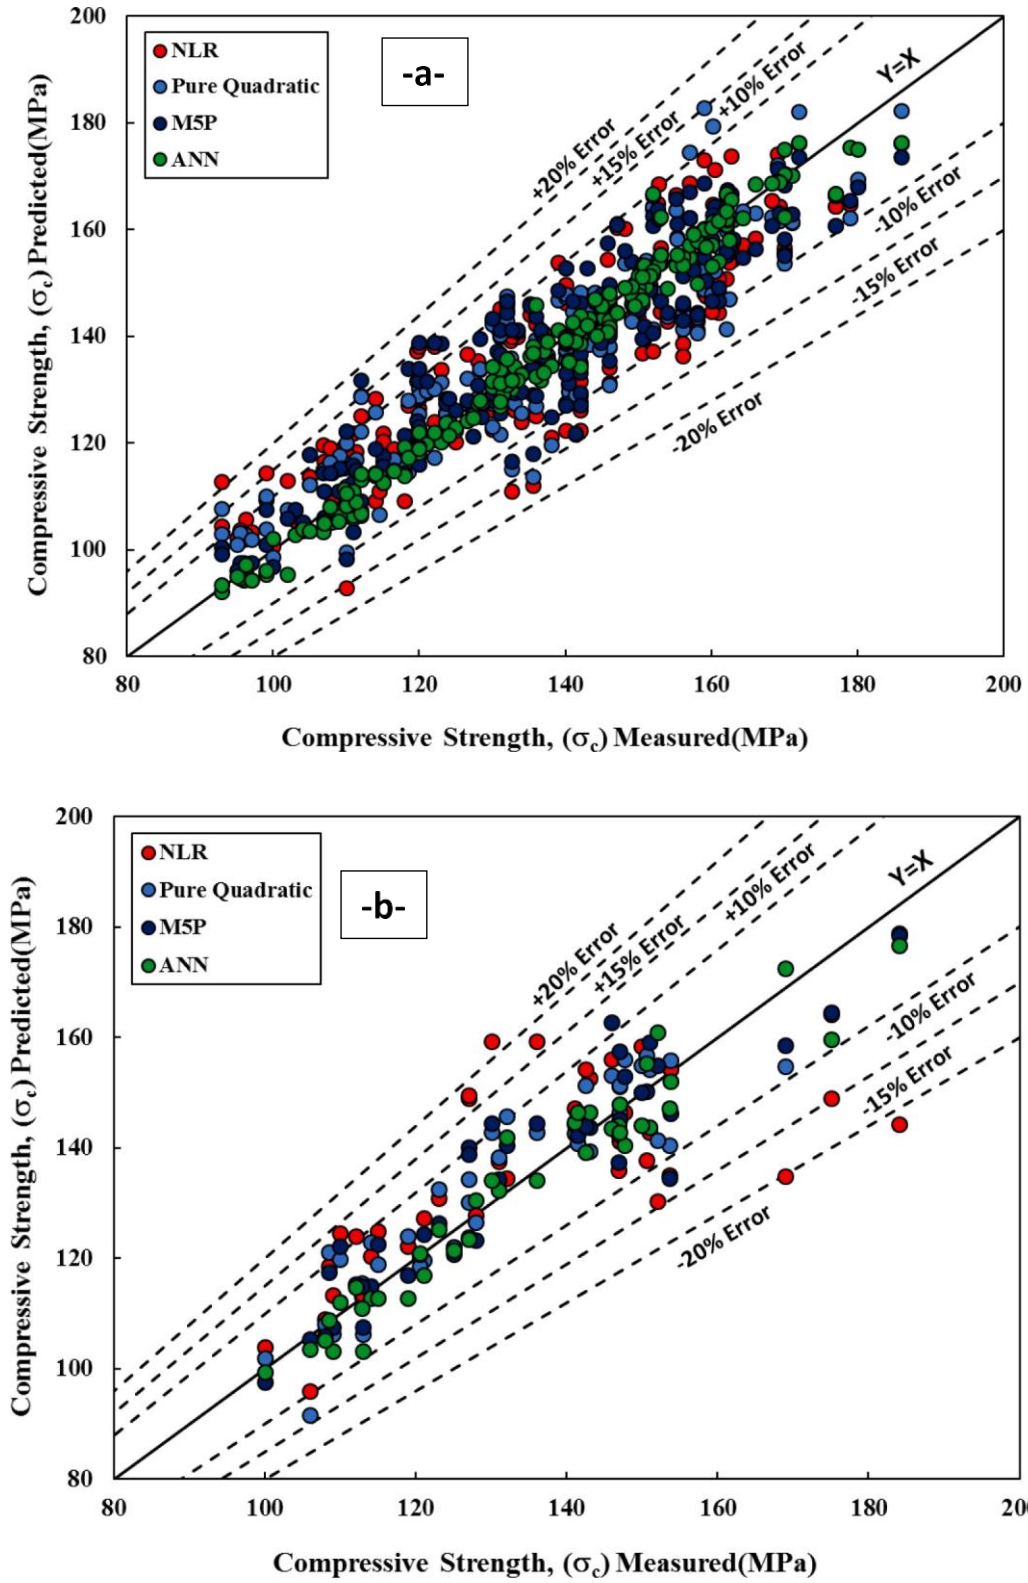 200
180
160
140
120
100
80
Compressive Strength, (σc) Predicted(MPa)
NLR
Pure Quadratic
M5P
ANN
-a-
+20% Error
+15% Error
+10% Error
Y=X
-10% Error
-15% Error
-20% Error
80 100 120 140 160 180 200
Compressive Strength, (σc) Measured(MPa)
200
180
160
140
120
100
80
Compressive Strength, (σc) Predicted(MPa)
NLR
Pure Quadratic
M5P
ANN
-b-
+20% Error
+15% Error
+10% Error
Y=X
-10% Error
-15% Error
-20% Error
80 100 120 140 160 180 200
Compressive Strength, (σc) Measured(MPa)